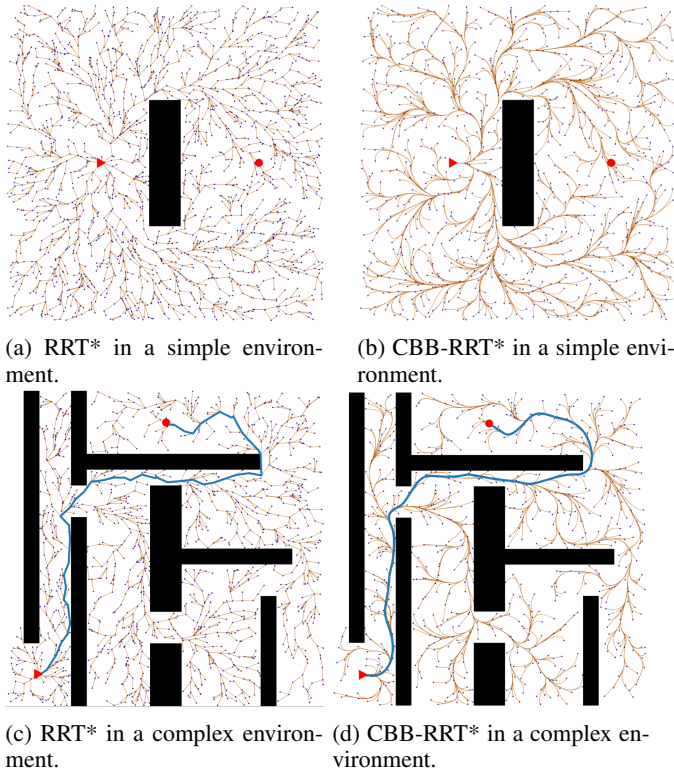 (a) RRT* in a simple environ-
ment.
(b) CBB-RRT* in a simple envi-
ronment.
(c) RRT* in a complex environ-
ment.
(d) CBB-RRT* in a complex en-
vironment.